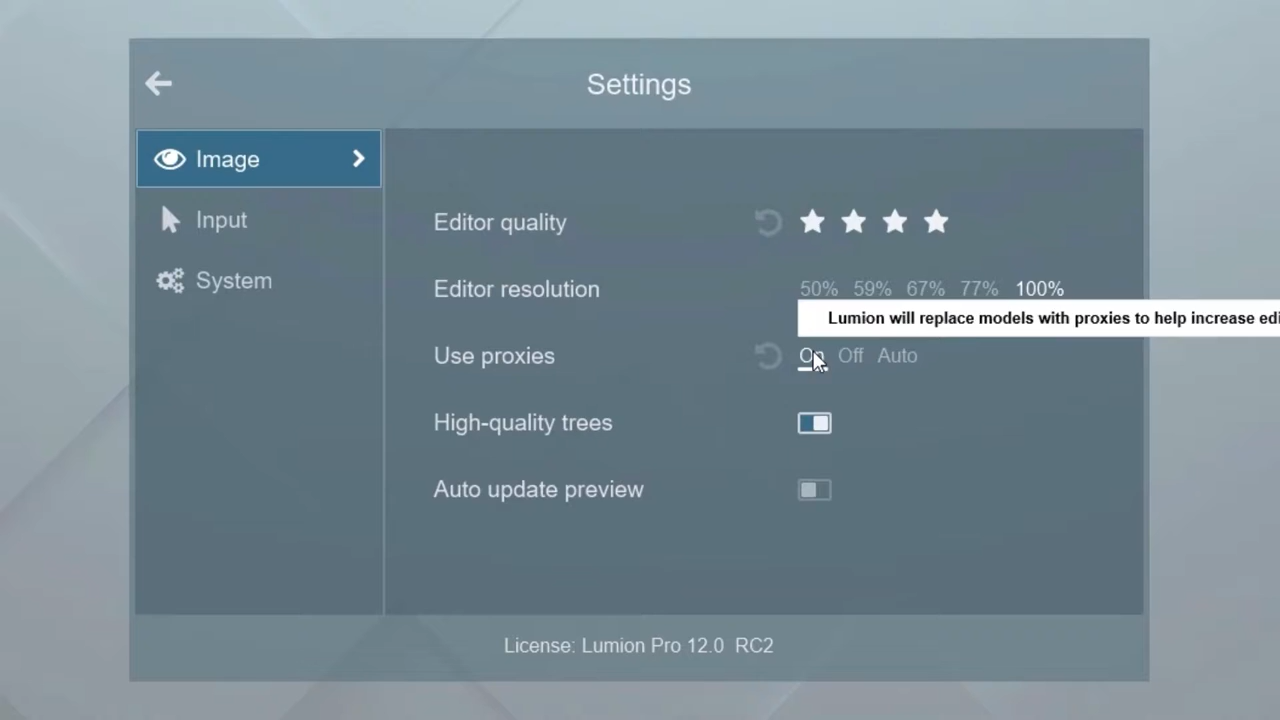 Settings
Image
Input
System
Editor quality
Editor resolution
50% 59% 67% 77% 100%
Lumion will replace models with proxies to help increase edi
Use proxies
On Off Auto
High-quality trees
Auto update preview
License: Lumion Pro 12.0 RC2